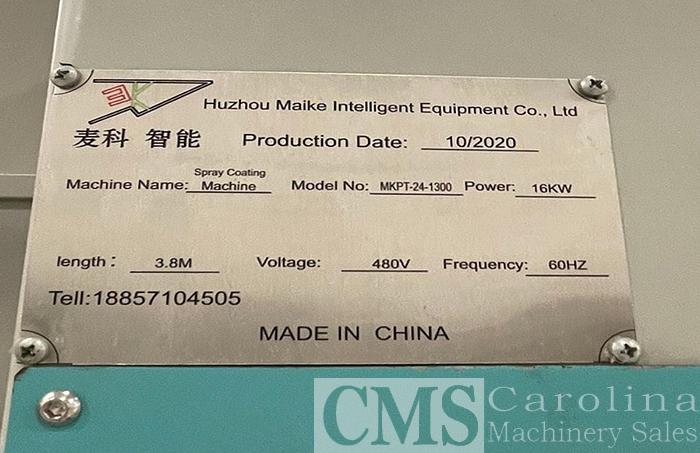 Huzhou Maike Intelligent Equipment Co., Ltd
麦科 智能 Production Date: 10/2020
Machine Name: Spray Coating Machine Model No: MKPT-24-1300 Power: 16KW
length: 3.8M Voltage: 480V Frequency: 60HZ
Tell:18857104505
MADE IN CHINA
CMS Carolina
Machinery Sales